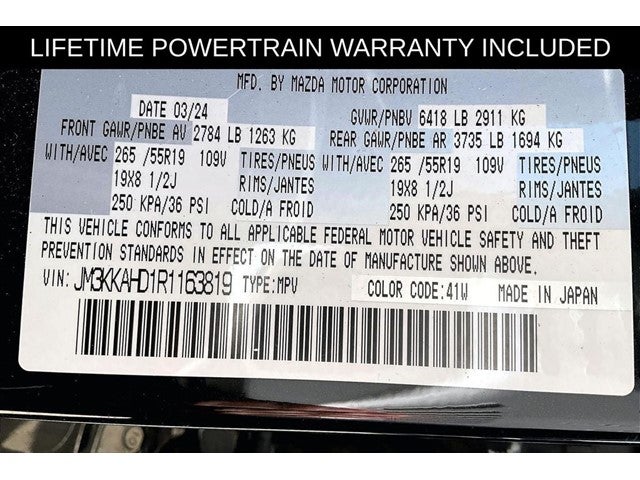 LIFETIME POWERTRAIN WARRANTY INCLUDED
MFD. BY MAZDA MOTOR CORPORATION
DATE 03/24 GVWR/PNBV 6418 LB 2911 KG
FRONT GAWR/PNBE AV 2784 LB 1263 KG REAR GAWR/PNBE AR 3735 LB 1694 KG
WITH/AVEC 265 /55R19 109V TIRES/PNEUS WITH/AVEC 265 /55R19 109V TIRES/PNEUS
19X8 1/2J RIMS/JANTES 19X8 1/2J RIMS/JANTES
250 KPA/36 PSI COLD/A FROID 250 KPA/36 PSI COLD/A FROID
THIS VEHICLE CONFORMS TO ALL APPLICABLE FEDERAL MOTOR VEHICLE SAFETY AND THEFT
PREVENTION STANDARDS IN EFFECT ON THE DATE OF MANUFACTURE SHOWN ABOVE.
VIN: JM3KKAHD1R1163819 TYPE:MPV COLOR CODE:41W MADE IN JAPAN